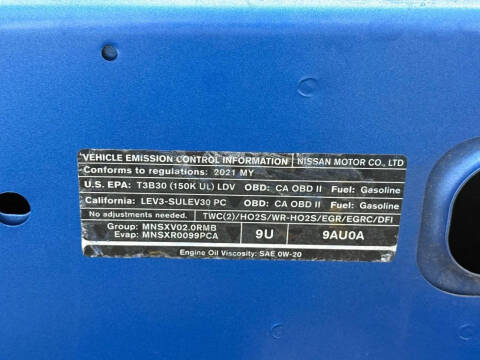 VEHICLE EMISSION CONTROL INFORMATION NISSAN MOTOR CO., LTD
Conforms to regulations: 2021 MY
U.S. EPA: T3B30 (150K UL) LDV OBD: CA OBD II Fuel: Gasoline
California: LEV3-SULEV30 PC OBD: CA OBD II Fuel: Gasoline
No adjustments needed. TWC(2)/HO2S/WR-HO2S/EGR/EGRC/DFI
Group: MNSXV02.0RMB
Evap: MNSXR0099PCA
9U 9AU0A
Engine Oil Viscosity: SAE 0W-20